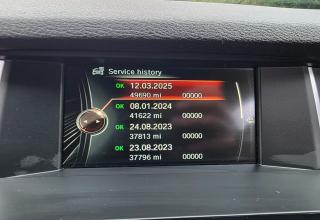 Service history
OK 12.03.2025
49690 mi 00000
OK 08.01.2024
41622 mi 00000
OK 24.08.2023
37813 mi 00000
OK 23.08.2023
37796 mi 00000